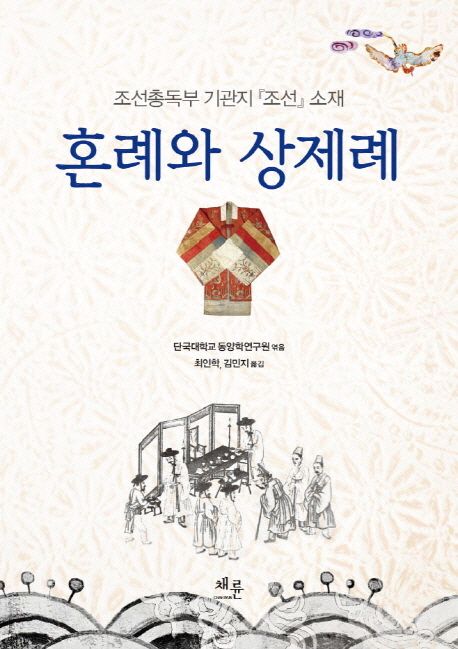 조선총독부 기관지 『조선』 소재
혼례와 상제례
단국대학교 동양학연구원 엮음
최인학, 김민지 옮김
채륜
CHAERYUN